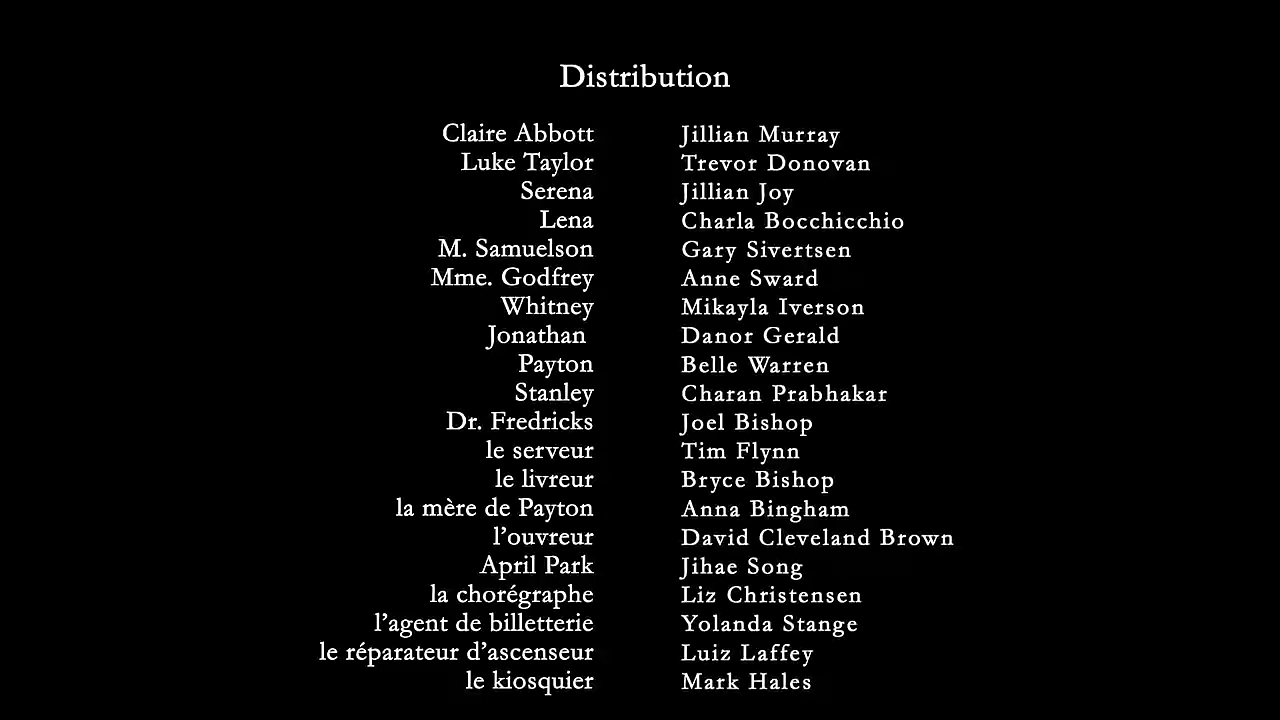 Distribution
Claire Abbott Jillian Murray
Luke Taylor Trevor Donovan
Serena Jillian Joy
Lena Charla Bocchicchio
M. Samuelson Gary Sivertsen
Mme. Godfrey Anne Sward
Whitney Mikayla Iverson
Jonathan Danor Gerald
Payton Belle Warren
Stanley Charan Prabhakar
Dr. Fredricks Joel Bishop
le serveur Tim Flynn
le livreur Bryce Bishop
la mère de Payton Anna Bingham
l’ouvreur David Cleveland Brown
April Park Jihae Song
la chorégraphe Liz Christensen
l’agent de billetterie Yolanda Stange
le réparateur d’ascenseur Luiz Laffey
le kiosquier Mark Hales